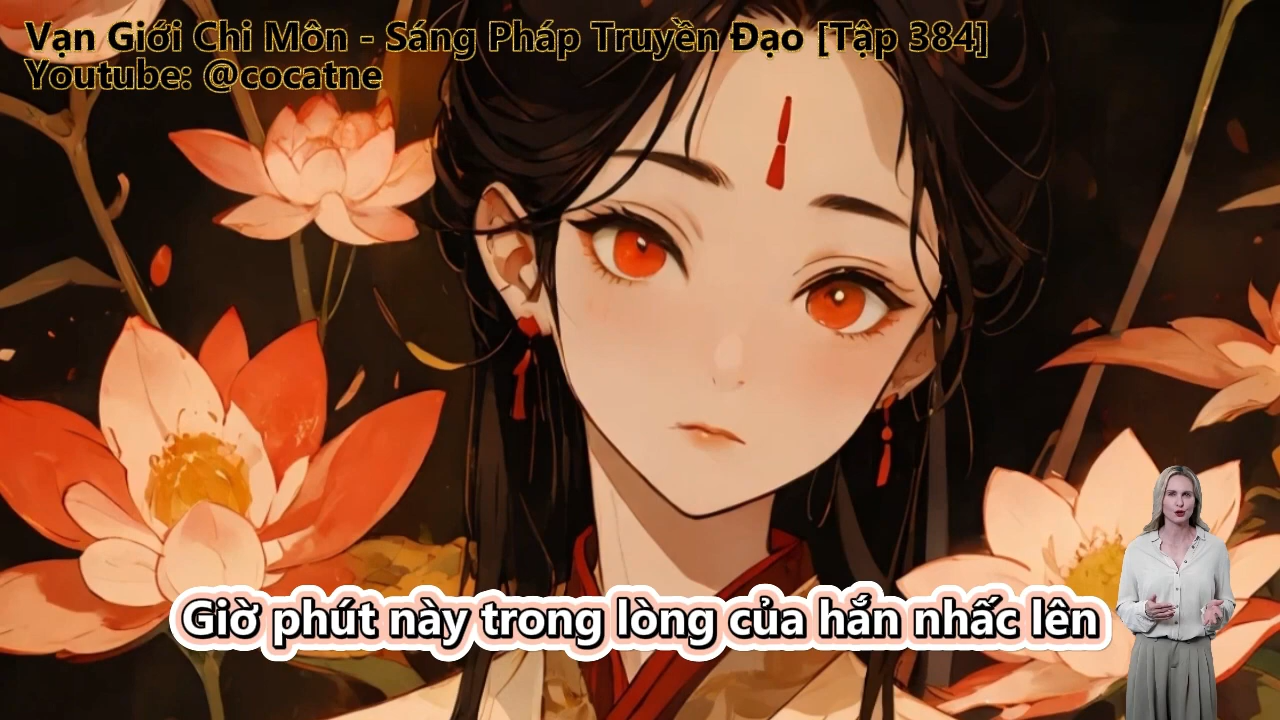 Vạn Giới Chi Môn - Sáng Pháp Truyền Đạo [Tập 384]
Youtube: @cocatne
Giờ phút này trong lòng của hắn nhấc lên